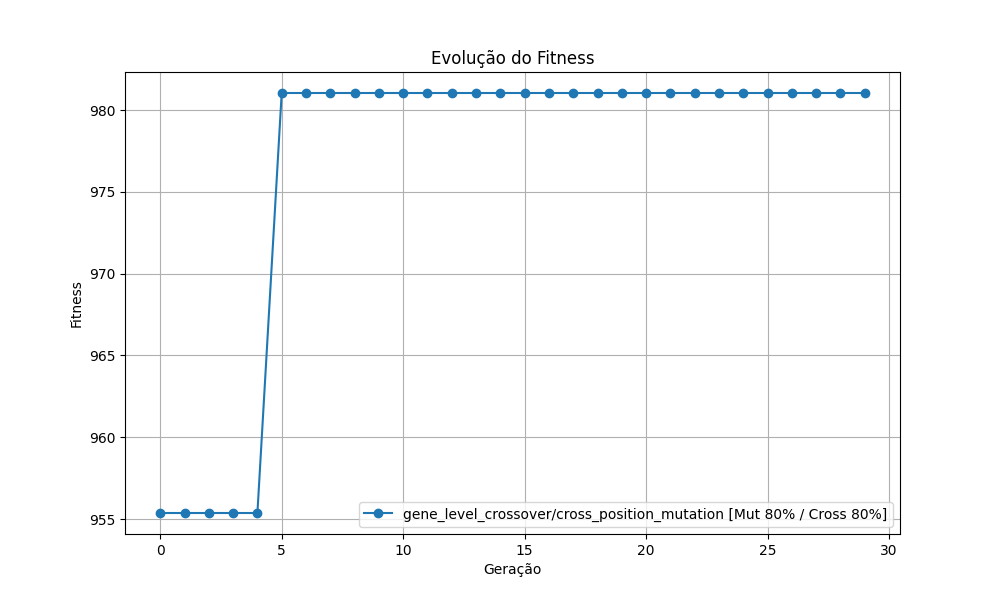 Evolução do Fitness
Fitness
980
975
970
965
960
955
gene_level_crossover/cross_position_mutation [Mut 80% / Cross 80%]
0 5 10 15 20 25 30
Geração